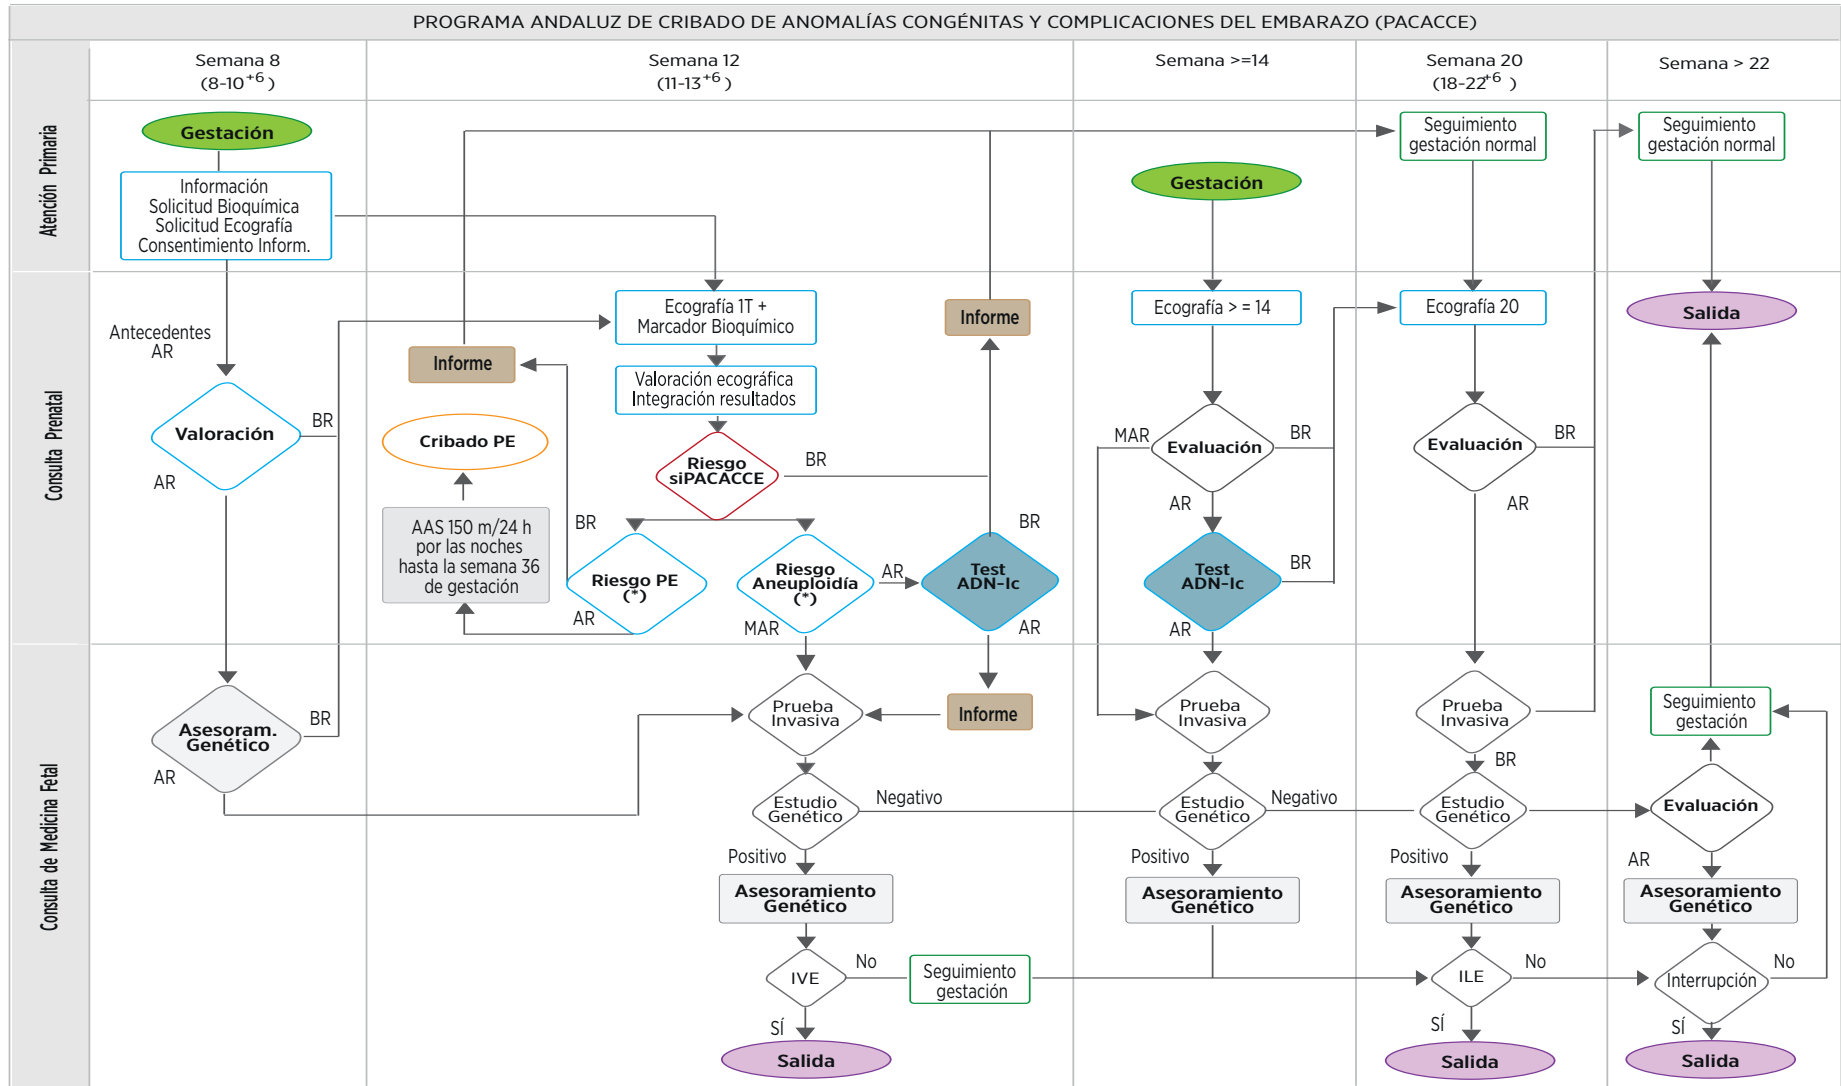 PROGRAMA ANDALUZ DE CRIBADO DE ANOMALÍAS CONGÉNITAS Y COMPLICACIONES DEL EMBARAZO (PACACCE)
Semana 8
(8-10+6)
Semana 12
(11-13+6)
Semana >=14
Semana 20
(18-22+6)
Semana > 22
Atención Primaria
Gestación
Información
Solicitud Bioquímica
Solicitud Ecografía
Consentimiento Inform.
Gestación
Seguimiento
gestación normal
Seguimiento
gestación normal
Consulta Prenatal
Antecedentes
AR
Valoración
BR
AR
Informe
Cribado PE
AAS 150 m/24 h
por las noches
hasta la semana 36
de gestación
Ecografía 1T +
Marcador Bioquímico
Valoración ecográfica
Integración resultados
Riesgo
siPACACCE
BR
BR
Riesgo PE
(*)
AR
Riesgo
Aneuploidía
(*)
AR
MAR
Informe
BR
Test
ADN-lc
AR
Ecografía > = 14
MAR
Evaluación
BR
AR
Test
ADN-lc
BR
AR
Ecografía 20
Evaluación
BR
AR
Salida
Consulta de Medicina Fetal
Asesoram.
Genético
BR
AR
Prueba
Invasiva
Informe
Estudio
Genético
Negativo
Positivo
Asesoramiento
Genético
IVE
No
Seguimiento
gestación
SÍ
Salida
Prueba
Invasiva
Estudio
Genético
Negativo
Positivo
Asesoramiento
Genético
Prueba
Invasiva
BR
Estudio
Genético
Positivo
Asesoramiento
Genético
ILE
No
SÍ
Salida
Seguimiento
gestación
Evaluación
AR
Asesoramiento
Genético
Interrupción
No
SÍ
Salida